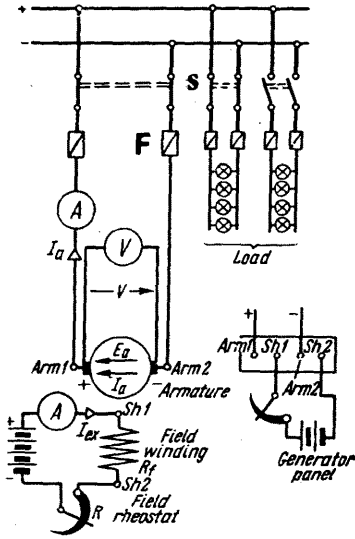 +
−
S
F
A
Ia
V
Load
V
Ea
Ia
Arm1
+
−
Arm2
Armature
+
−
Arm1
Sh1
Sh2
Arm2
Generator
panel
+
−
A
Iex
Sh1
Field
winding
Rf
Sh2
R
Field
rheostat